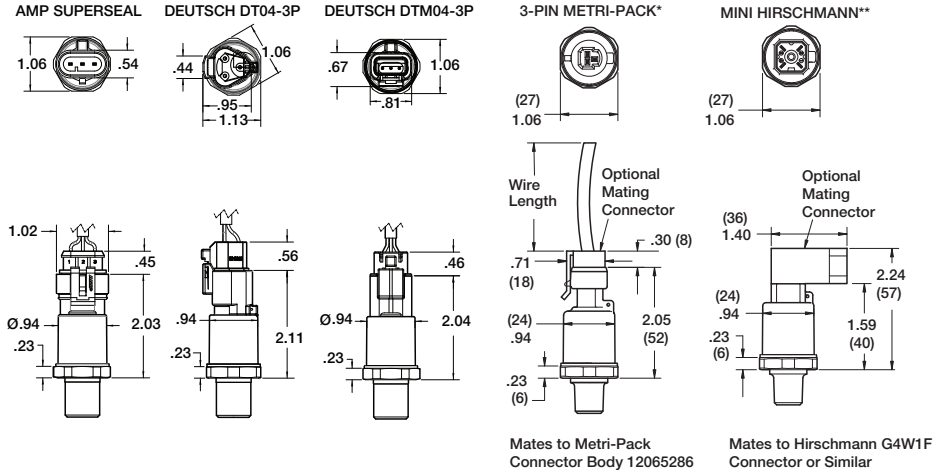 AMP SUPERSEAL
DEUTSCH DT04-3P
DEUTSCH DTM04-3P
3-PIN METRI-PACK*
MINI HIRSCHMANN**
1.06
.54
.44
1.06
.95
1.13
.67
1.06
.81
(27)
1.06
(27)
1.06
Wire
Length
Optional
Mating
Connector
Optional
Mating
Connector
1.02
.45
Ø.94
2.03
.23
.56
.94
2.11
.23
.46
Ø.94
2.04
.23
.30 (8)
.71
(18)
(24)
.94
2.05
(52)
.23
(6)
(36)
1.40
2.24
(57)
(24)
.94
1.59
(40)
.23
(6)
Mates to Metri-Pack
Connector Body 12065286
Mates to Hirschmann G4W1F
Connector or Similar